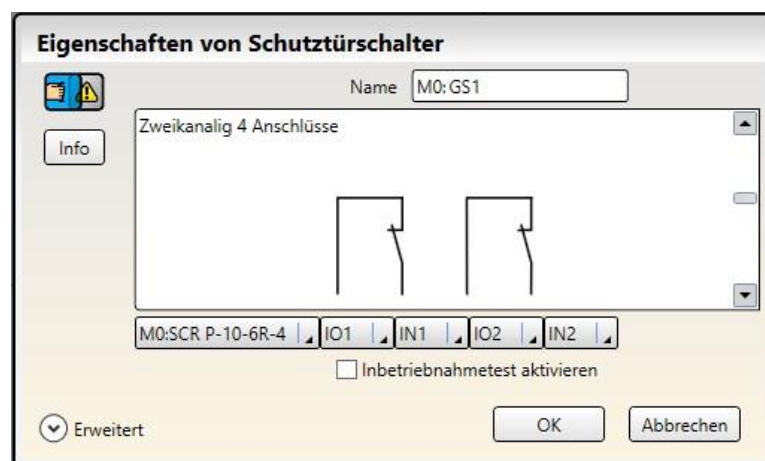 Eigenschaften von Schutztürschalter
Name M0:GS1
Info
Zweikanalig 4 Anschlüsse
M0:SCR P-10-6R-4 IO1 IN1 IO2 IN2
Inbetriebnahmetest aktivieren
Erweitert OK Abbrechen